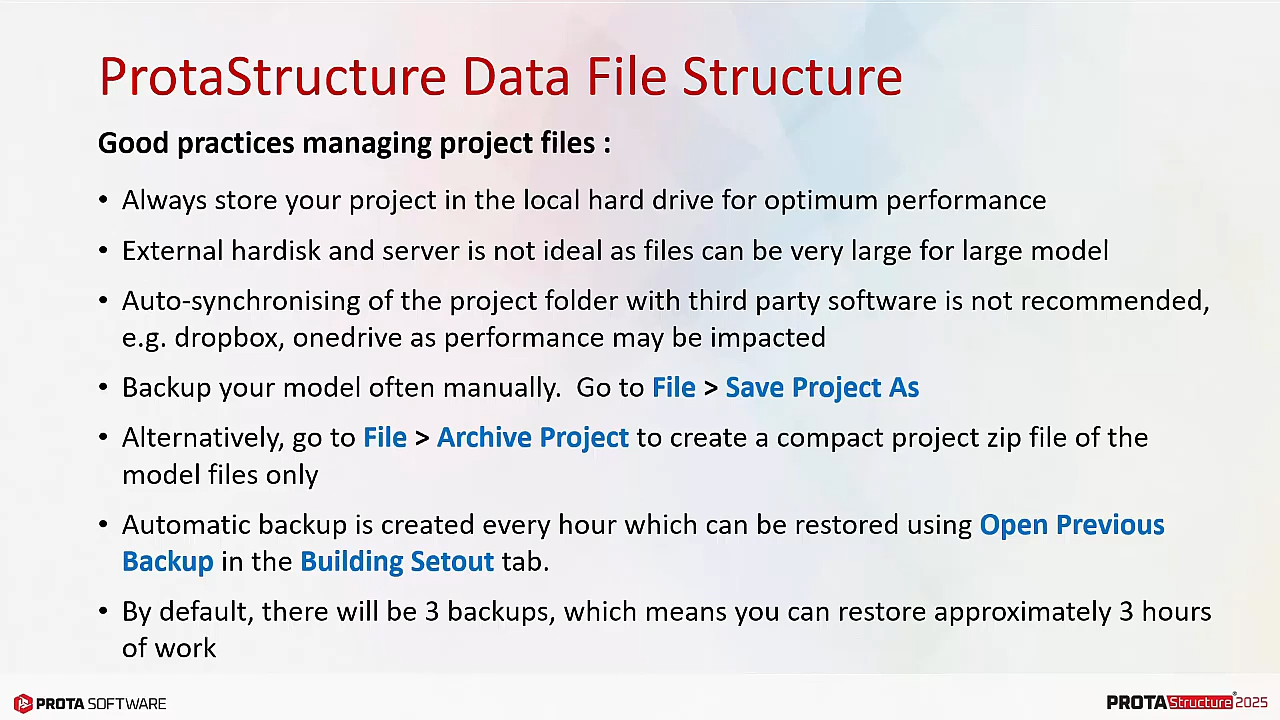 ProtaStructure Data File Structure
Good practices managing project files :
• Always store your project in the local hard drive for optimum performance
• External hardisk and server is not ideal as files can be very large for large model
• Auto-synchronising of the project folder with third party software is not recommended,
e.g. dropbox, onedrive as performance may be impacted
• Backup your model often manually.  Go to File > Save Project As
• Alternatively, go to File > Archive Project to create a compact project zip file of the
model files only
• Automatic backup is created every hour which can be restored using Open Previous
Backup in the Building Setout tab.
• By default, there will be 3 backups, which means you can restore approximately 3 hours
of work
PROTA SOFTWARE
PROTAStructure® 2025